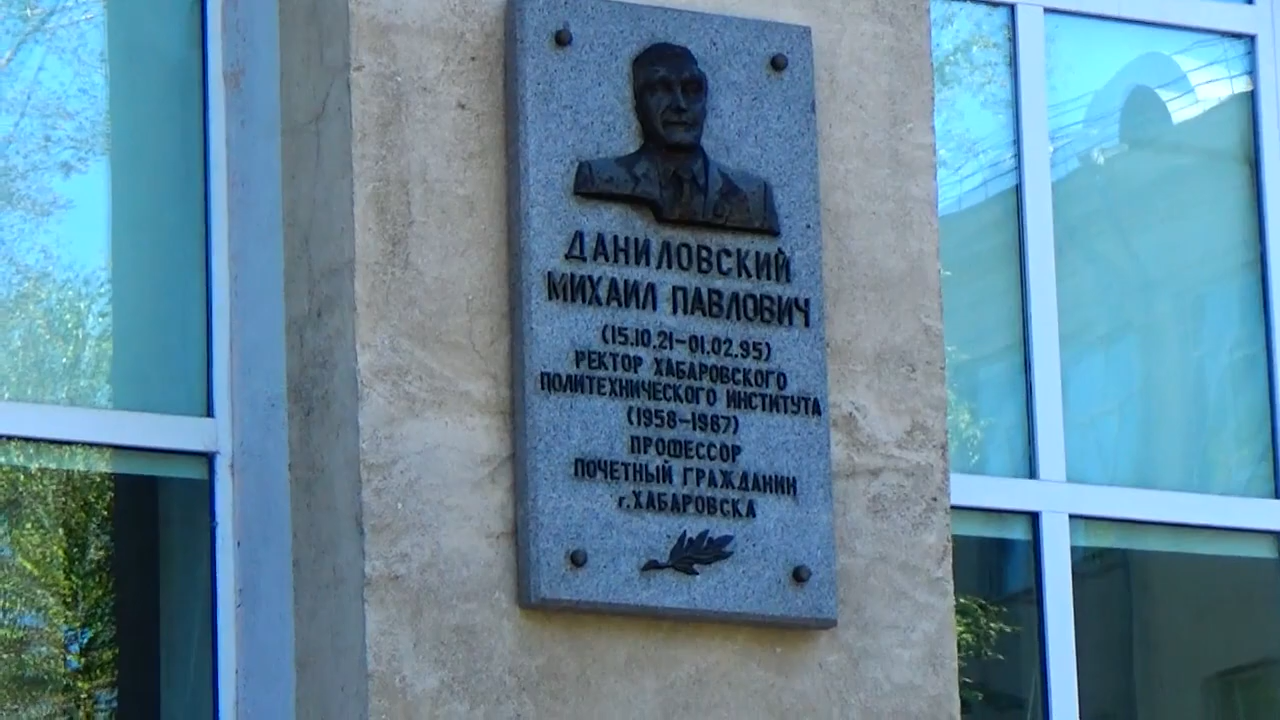 ДАНИЛОВСКИЙ
МИХАИЛ ПАВЛОВИЧ
(15.10.21-01.02.95)
РЕКТОР ХАБАРОВСКОГО
ПОЛИТЕХНИЧЕСКОГО ИНСТИТУТА
(1958-1987)
ПРОФЕССОР
ПОЧЕТНЫЙ ГРАЖДАНИН
г.ХАБАРОВСКА